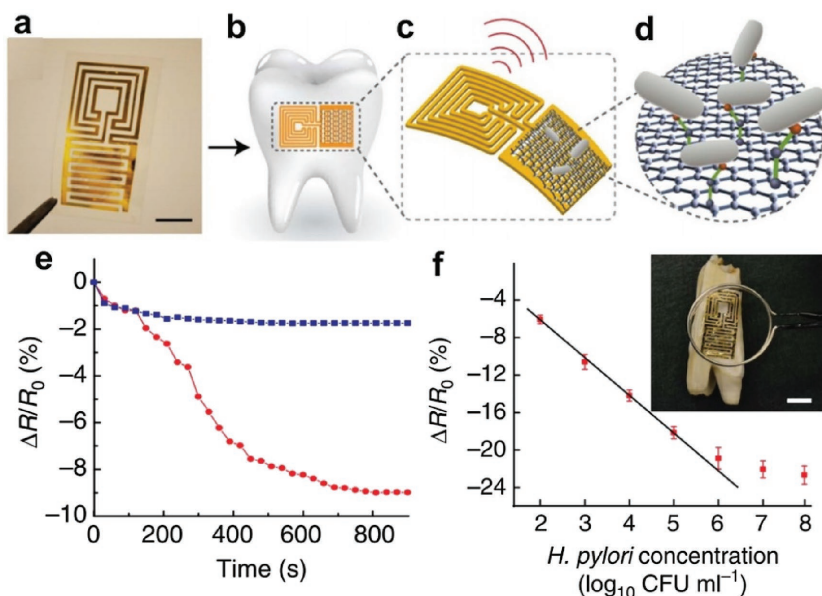 a
b
c
d
e
0
−2
−4
−6
−8
−10
ΔR/R0 (%)
0 200 400 600 800
Time (s)
f
−4
−8
−12
−16
−20
−24
ΔR/R0 (%)
2 3 4 5 6 7 8
H. pylori concentration
(log10 CFU ml−1)